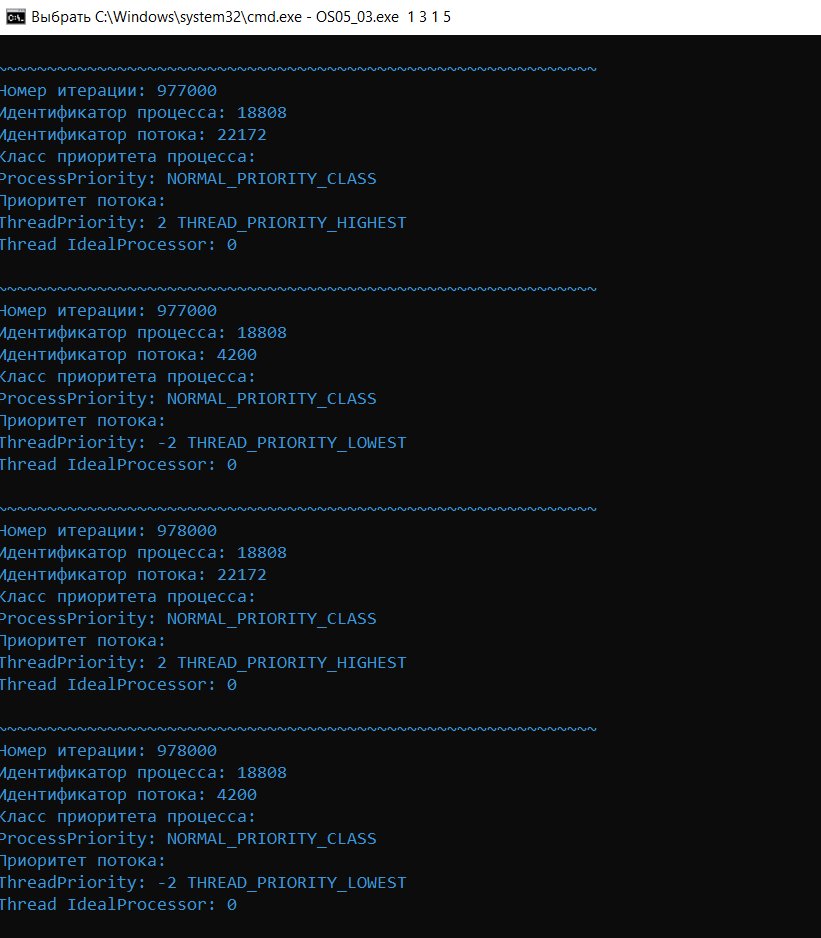 Выбрать C:\Windows\system32\cmd.exe - OS05_03.exe 1 3 1 5
~~~~~~~~~~~~~~~~~~~~~~~~~~~~~~~~~~~~~~~~~~~~~~~~~~~~~~~~~~~~
Номер итерации: 977000
Идентификатор процесса: 18808
Идентификатор потока: 22172
Класс приоритета процесса:
ProcessPriority: NORMAL_PRIORITY_CLASS
Приоритет потока:
ThreadPriority: 2 THREAD_PRIORITY_HIGHEST
Thread IdealProcessor: 0
~~~~~~~~~~~~~~~~~~~~~~~~~~~~~~~~~~~~~~~~~~~~~~~~~~~~~~~~~~~~
Номер итерации: 977000
Идентификатор процесса: 18808
Идентификатор потока: 4200
Класс приоритета процесса:
ProcessPriority: NORMAL_PRIORITY_CLASS
Приоритет потока:
ThreadPriority: -2 THREAD_PRIORITY_LOWEST
Thread IdealProcessor: 0
~~~~~~~~~~~~~~~~~~~~~~~~~~~~~~~~~~~~~~~~~~~~~~~~~~~~~~~~~~~~
Номер итерации: 978000
Идентификатор процесса: 18808
Идентификатор потока: 22172
Класс приоритета процесса:
ProcessPriority: NORMAL_PRIORITY_CLASS
Приоритет потока:
ThreadPriority: 2 THREAD_PRIORITY_HIGHEST
Thread IdealProcessor: 0
~~~~~~~~~~~~~~~~~~~~~~~~~~~~~~~~~~~~~~~~~~~~~~~~~~~~~~~~~~~~
Номер итерации: 978000
Идентификатор процесса: 18808
Идентификатор потока: 4200
Класс приоритета процесса:
ProcessPriority: NORMAL_PRIORITY_CLASS
Приоритет потока:
ThreadPriority: -2 THREAD_PRIORITY_LOWEST
Thread IdealProcessor: 0